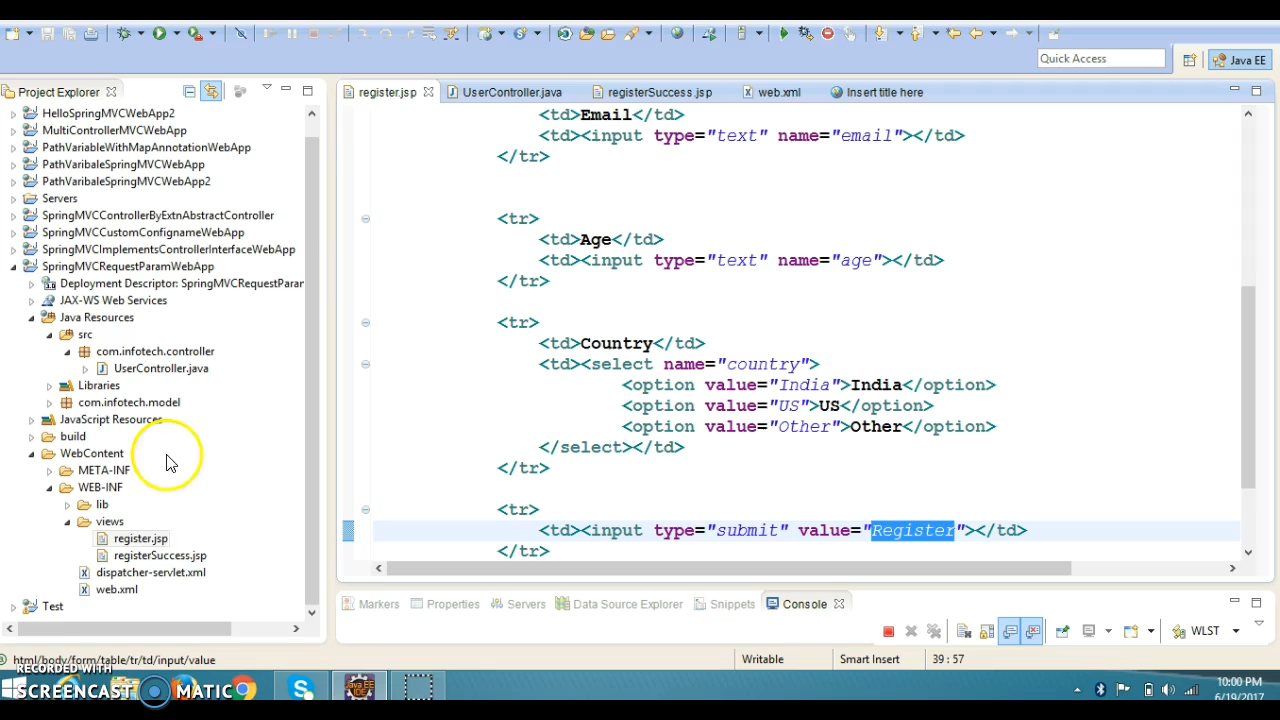 Quick Access
Java EE
Project Explorer
HelloSpringMVCWebApp2
MultiControllerMVCWebApp
PathVariableWithMapAnnotationWebApp
PathVaribaleSpringMVCWebApp
PathVaribaleSpringMVCWebApp2
Servers
SpringMVCControllerByExtnAbstractController
SpringMVCCustomConfignameWebApp
SpringMVCImplementsControllerInterfaceWebApp
SpringMVCRequestParamWebApp
Deployment Descriptor: SpringMVCRequestParam
JAX-WS Web Services
Java Resources
src
com.infotech.controller
UserController.java
Libraries
com.infotech.model
JavaScript Resources
build
WebContent
META-INF
WEB-INF
lib
views
register.jsp
registerSuccess.jsp
dispatcher-servlet.xml
web.xml
Test
register.jsp
UserController.java
registerSuccess.jsp
web.xml
Insert title here
<td>Email</td>
<td><input type="text" name="email"></td>
</tr>
<tr>
<td>Age</td>
<td><input type="text" name="age"></td>
</tr>
<tr>
<td>Country</td>
<td><select name="country">
<option value="India">India</option>
<option value="US">US</option>
<option value="Other">Other</option>
</select></td>
</tr>
<tr>
<td><input type="submit" value="Register"></td>
</tr>
Markers
Properties
Servers
Data Source Explorer
Snippets
Console
WLST
html/body/form/table/tr/td/input/value
Writable
Smart Insert
39 : 57
RECORDED WITH
SCREENCAST MATIC
Java EE
IDE
10:00 PM
6/19/2017